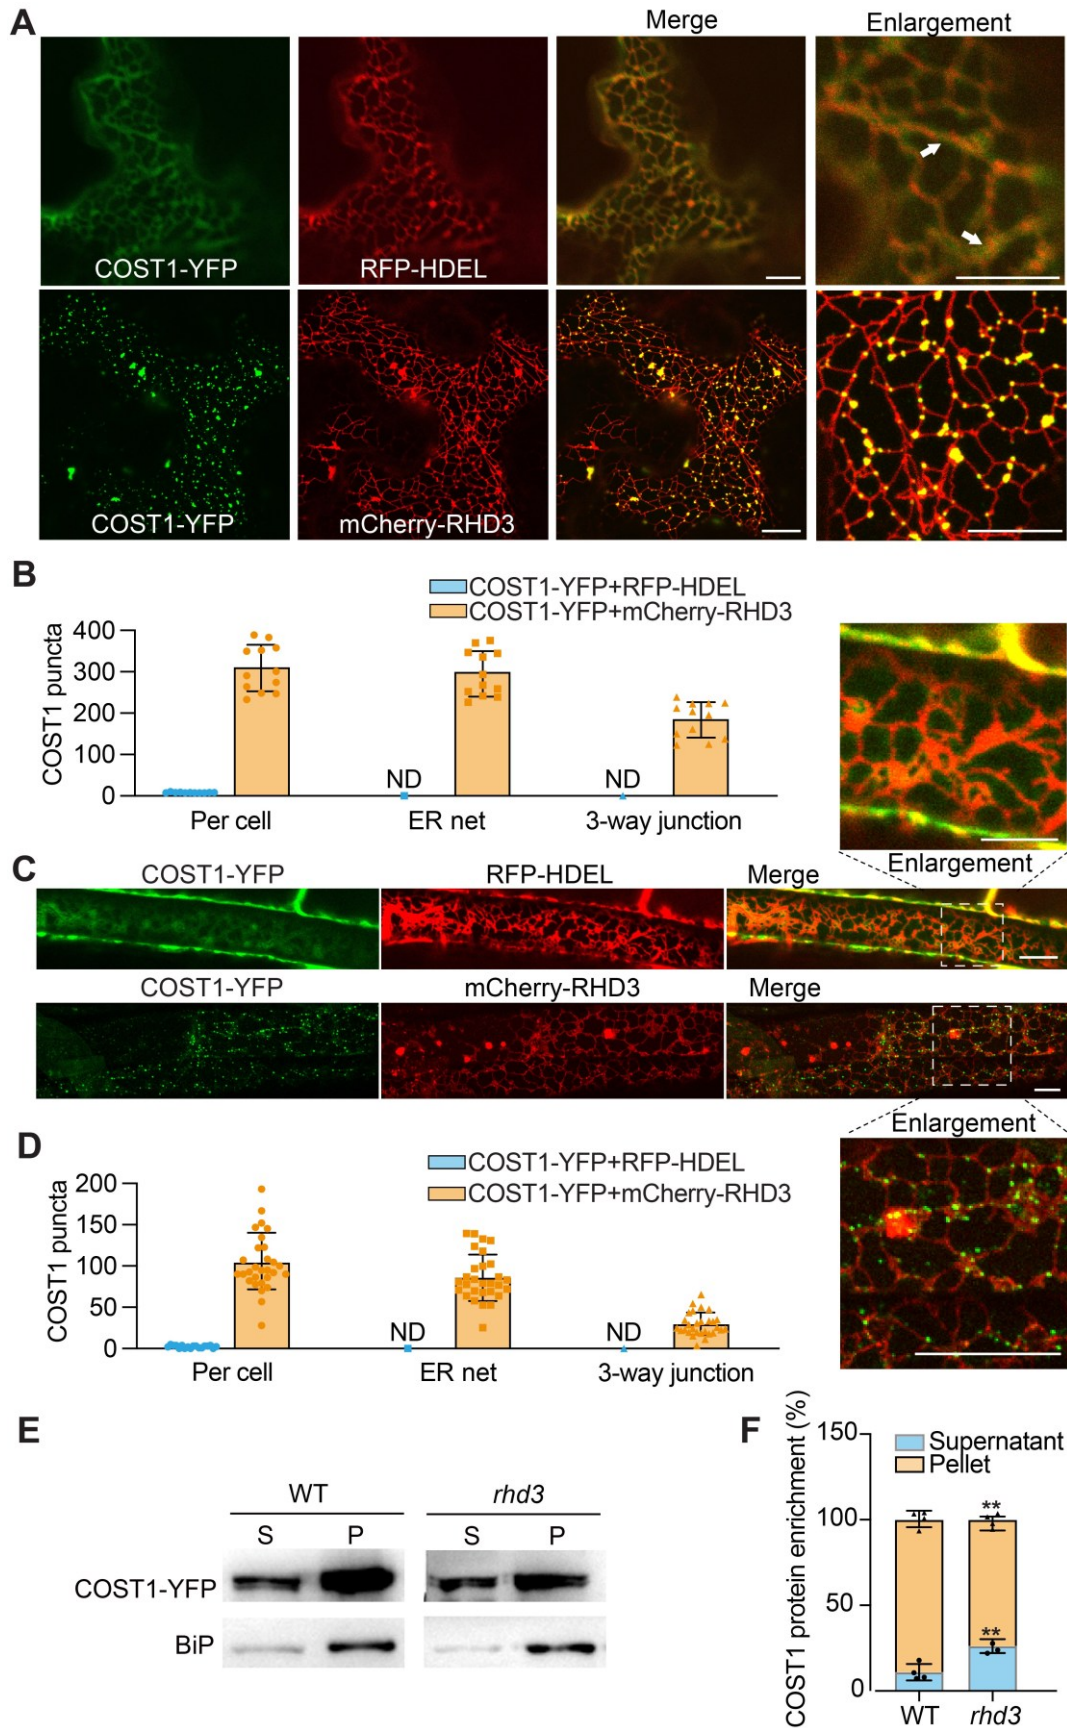 A
Merge
Enlargement
COST1-YFP
RFP-HDEL
COST1-YFP
mCherry-RHD3
B
COST1-YFP+RFP-HDEL
COST1-YFP+mCherry-RHD3
COST1 puncta
400
300
200
100
0
ND
ND
Per cell
ER net
3-way junction
Enlargement
C
COST1-YFP
RFP-HDEL
Merge
COST1-YFP
mCherry-RHD3
Merge
Enlargement
D
COST1-YFP+RFP-HDEL
COST1-YFP+mCherry-RHD3
COST1 puncta
200
150
100
50
0
ND
ND
Per cell
ER net
3-way junction
E
WT
rhd3
S
P
S
P
COST1-YFP
BiP
F
Supernatant
Pellet
COST1 protein enrichment (%)
150
100
50
0
**
**
WT
rhd3